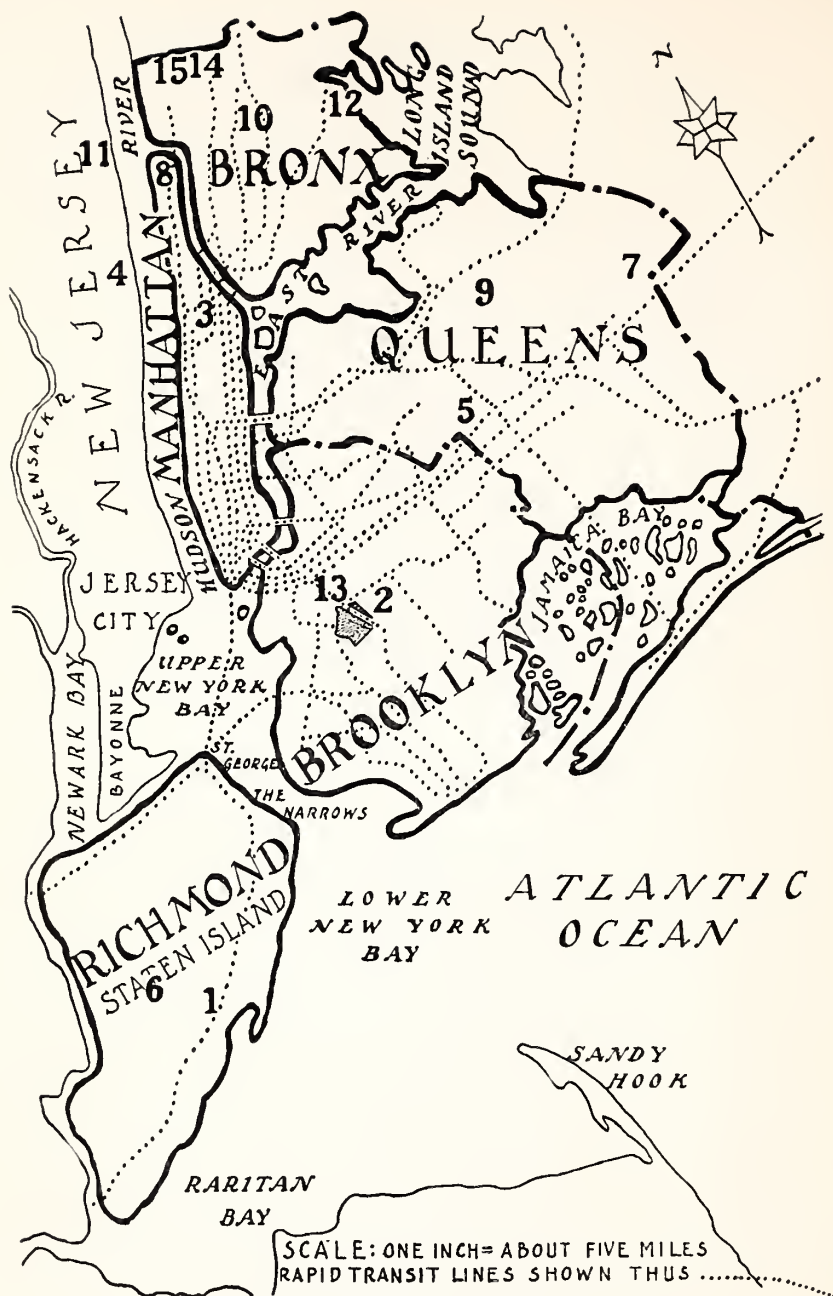 N
15 14
LONG
ISLAND
SOUND
12
10
BRONX
RIVER
11
8
NEW JERSEY
EAST RIVER
7
4
9
3
MANHATTAN
QUEENS
5
HACKENSACK R.
HUDSON
JAMAICA BAY
JERSEY
CITY
13
2
UPPER
NEW YORK
BAY
BROOKLYN
NEWARK BAY
BAYONNE
ST.
GEORGE
THE
NARROWS
RICHMOND
STATEN ISLAND
LOWER
NEW YORK
BAY
ATLANTIC
OCEAN
6
1
SANDY
HOOK
RARITAN
BAY
SCALE: ONE INCH = ABOUT FIVE MILES
RAPID TRANSIT LINES SHOWN THUS ..............